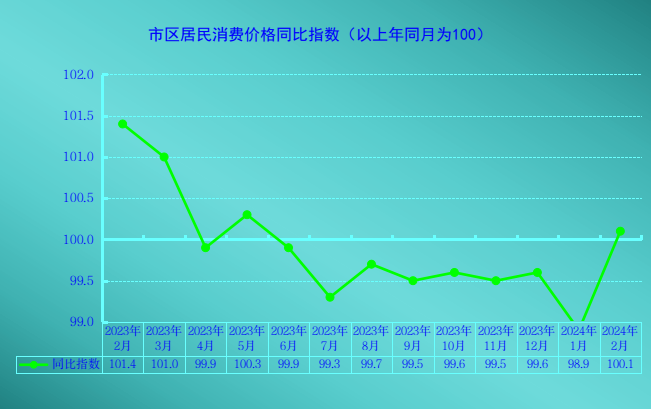 市区居民消费价格同比指数（以上年同月为100）
102.0
101.5
101.0
100.5
100.0
99.5
99.0
2023年 2023年 2023年 2023年 2023年 2023年 2023年 2023年 2023年 2023年 2023年 2024年 2024年
2月 3月 4月 5月 6月 7月 8月 9月 10月 11月 12月 1月 2月
同比指数 101.4 101.0 99.9 100.3 99.9 99.3 99.7 99.5 99.6 99.5 99.6 98.9 100.1